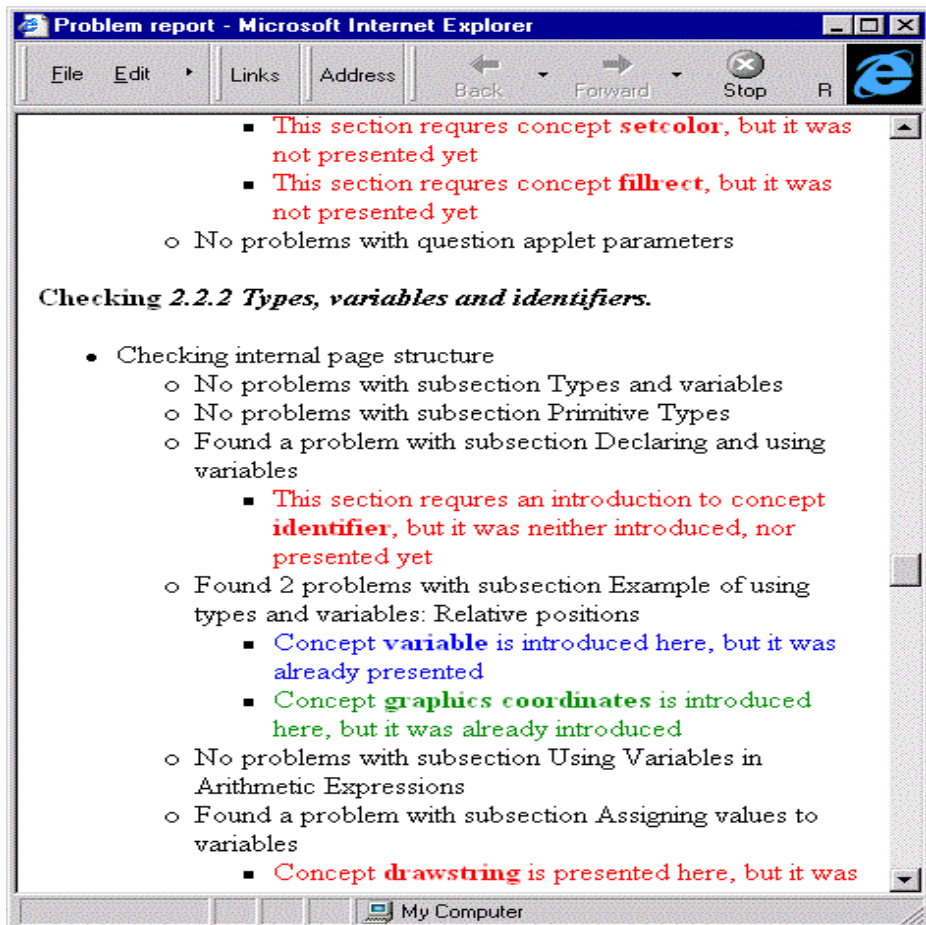 Problem report - Microsoft Internet Explorer
File Edit Links Address Back Forward Stop R
This section requres concept setcolor, but it was
not presented yet
This section requres concept fillrect, but it was
not presented yet
No problems with question applet parameters
Checking 2.2.2 Types, variables and identifiers.
Checking internal page structure
No problems with subsection Types and variables
No problems with subsection Primitive Types
Found a problem with subsection Declaring and using
variables
This section requres an introduction to concept
identifier, but it was neither introduced, nor
presented yet
Found 2 problems with subsection Example of using
types and variables: Relative positions
Concept variable is introduced here, but it was
already presented
Concept graphics coordinates is introduced
here, but it was already introduced
No problems with subsection Using Variables in
Arithmetic Expressions
Found a problem with subsection Assigning values to
variables
Concept drawstring is presented here, but it was
My Computer